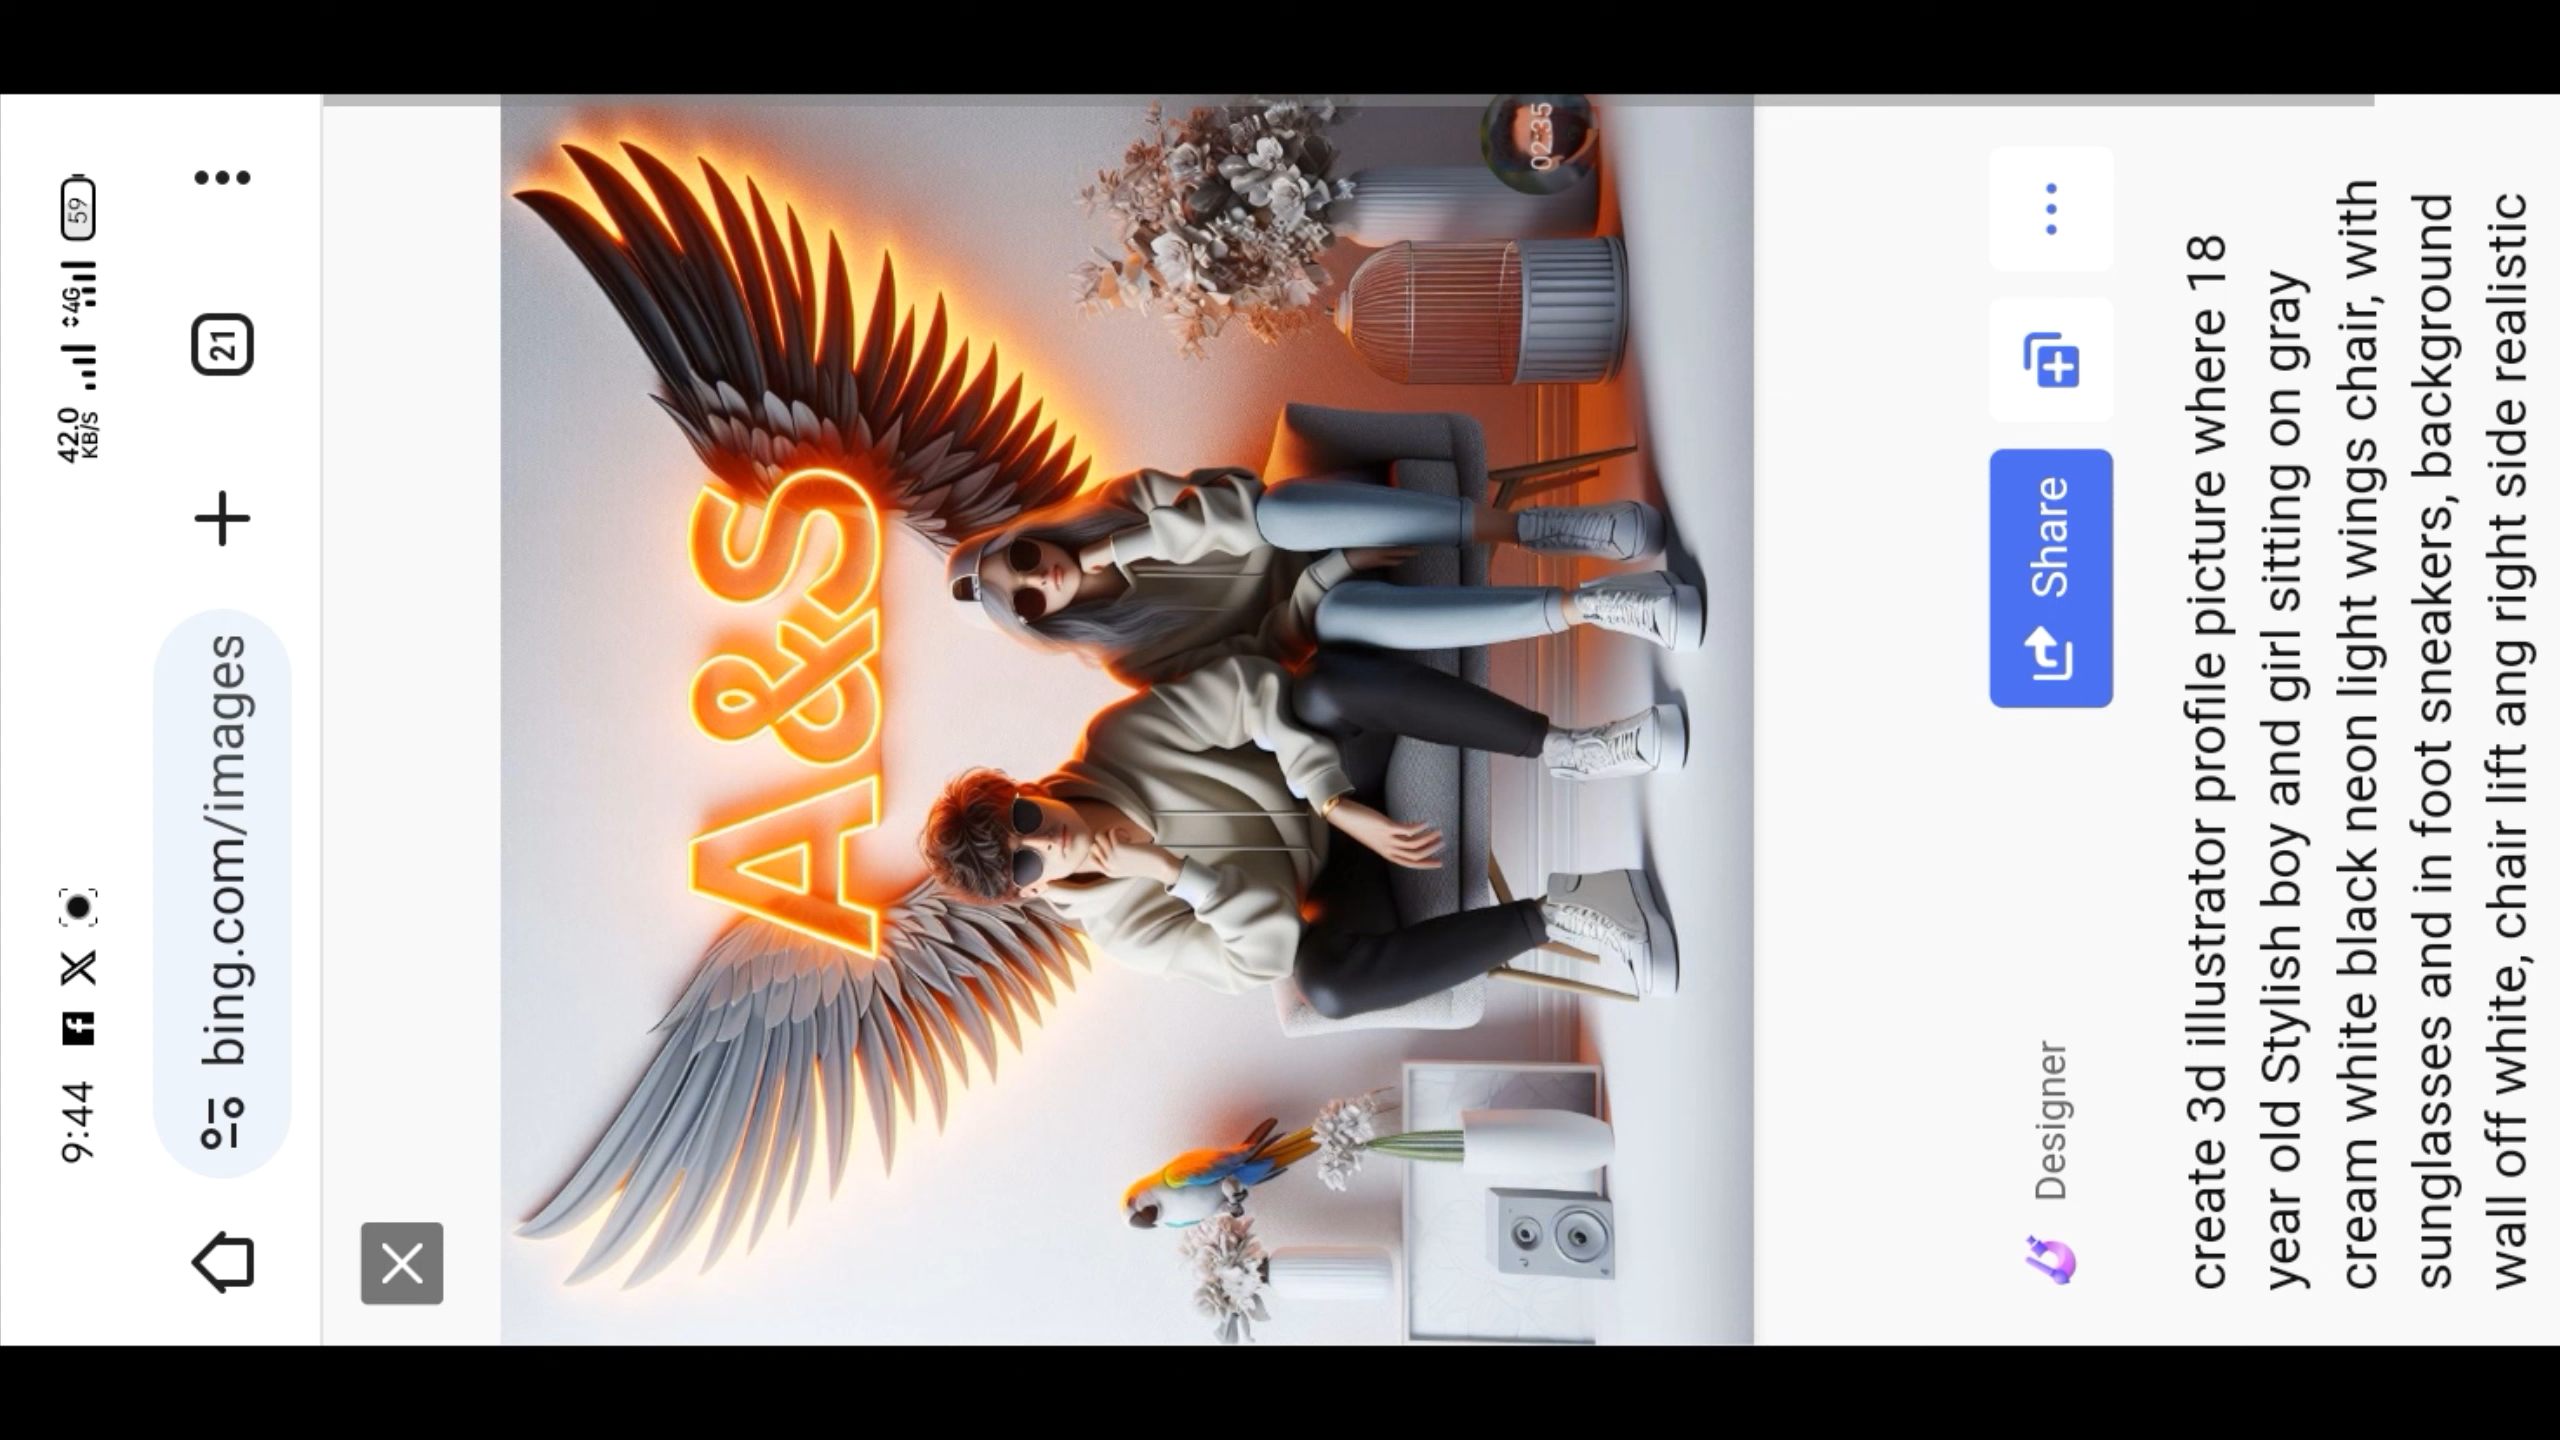 9:44
42.0
KB/S
4G
59
bing.com/images
21
A&S
02:35
Designer
Share
create 3d illustrator profile picture where 18
year old Stylish boy and girl sitting on gray
cream white black neon light wings chair, with
sunglasses and in foot sneakers, background
wall off white, chair lift ang right side realistic